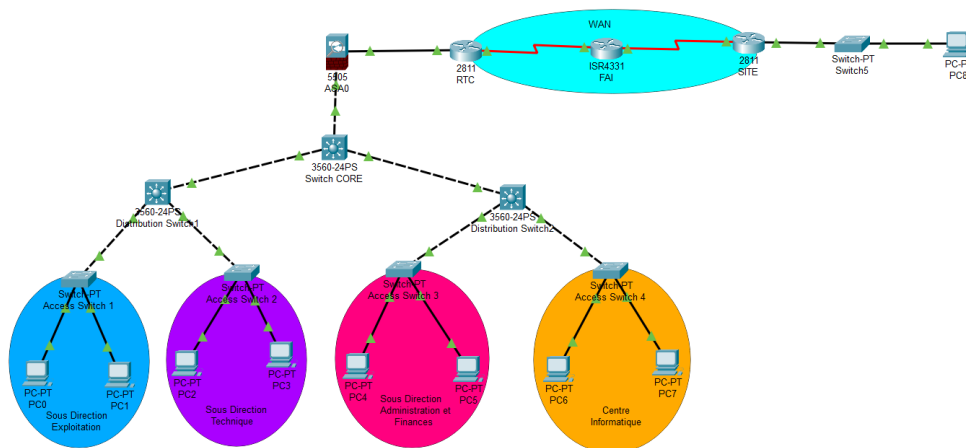 WAN
5505
ASA0
2811
RTC
ISR4331
FAI
2811
SITE
Switch-PT
Switch5
PC-PT
PC8
3560-24PS
Switch CORE
3560-24PS
Distribution Switch1
3560-24PS
Distribution Switch2
Switch-PT
Access Switch 1
Switch-PT
Access Switch 2
Switch-PT
Access Switch 3
Switch-PT
Access Switch 4
PC-PT
PC0
PC-PT
PC1
PC-PT
PC2
PC-PT
PC3
PC-PT
PC4
PC-PT
PC5
PC-PT
PC6
PC-PT
PC7
Sous Direction
Exploitation
Sous Direction
Technique
Sous Direction
Administration et
Finances
Centre
Informatique